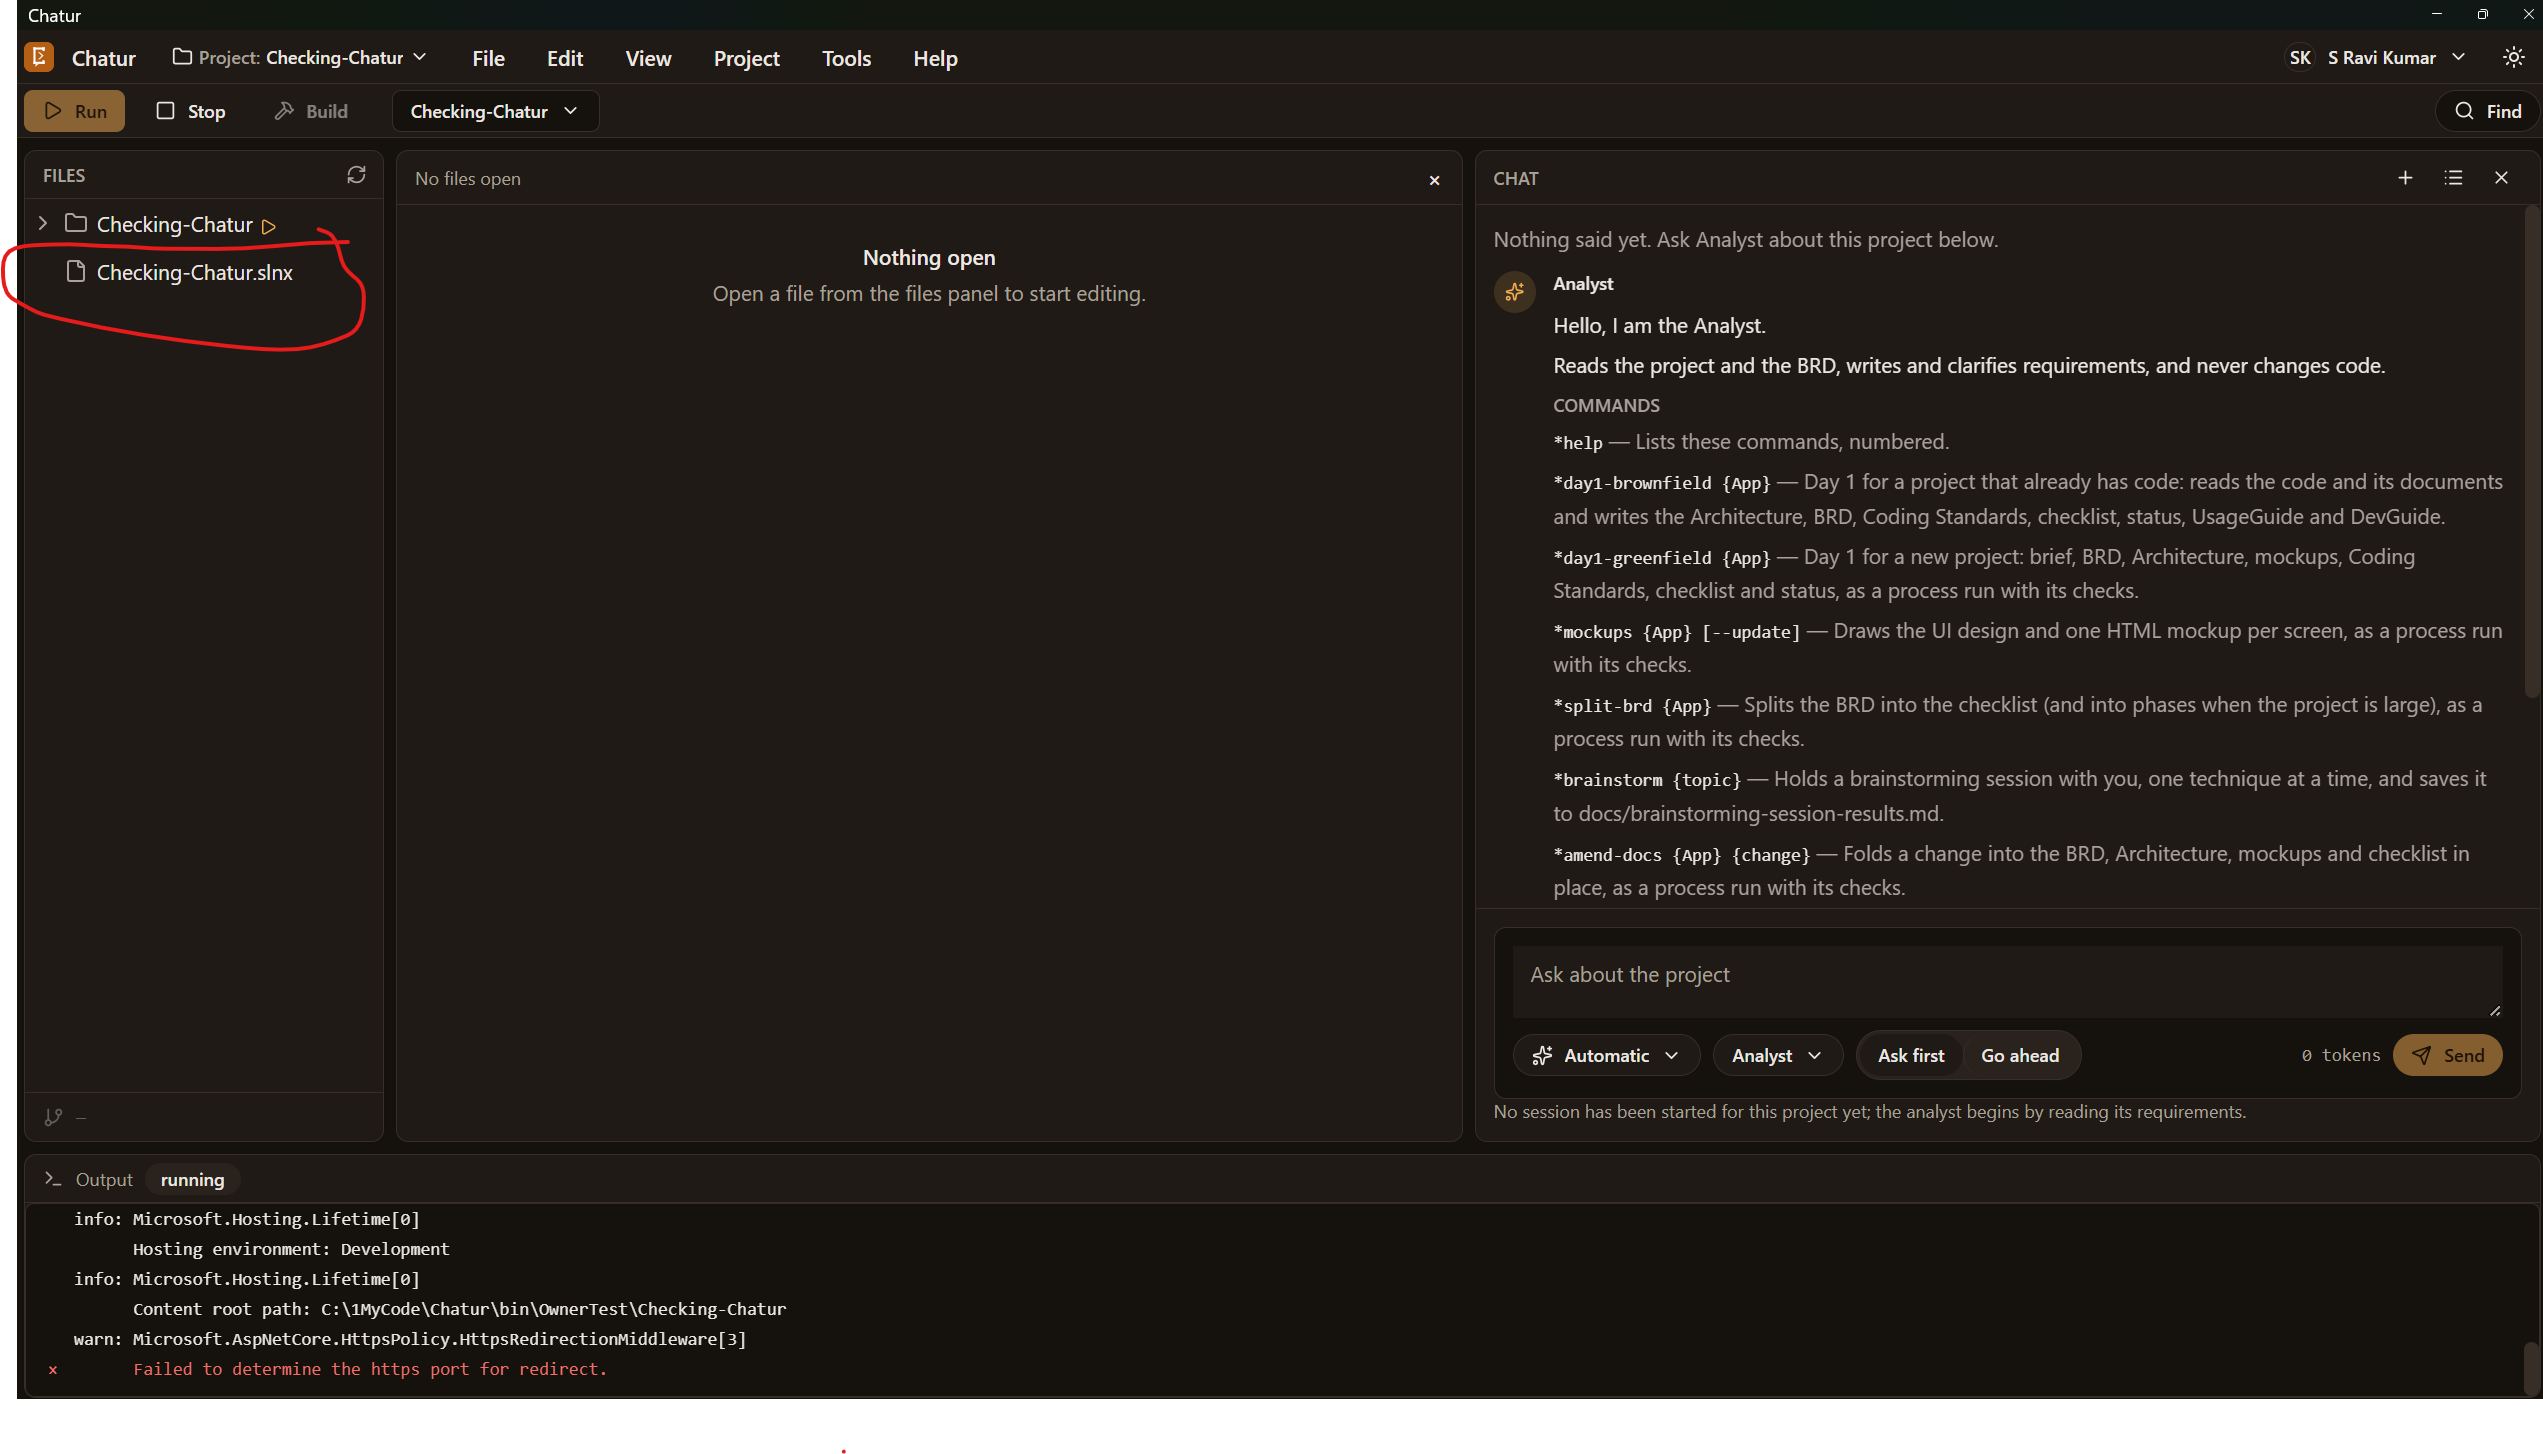 Chatur
Chatur Project: Checking-Chatur File Edit View Project Tools Help SK S Ravi Kumar
Run Stop Build Checking-Chatur Find
FILES
Checking-Chatur
Checking-Chatur.slnx
No files open
Nothing open
Open a file from the files panel to start editing.
CHAT
Nothing said yet. Ask Analyst about this project below.
Analyst
Hello, I am the Analyst.
Reads the project and the BRD, writes and clarifies requirements, and never changes code.
COMMANDS
*help — Lists these commands, numbered.
*day1-brownfield {App} — Day 1 for a project that already has code: reads the code and its documents
and writes the Architecture, BRD, Coding Standards, checklist, status, UsageGuide and DevGuide.
*day1-greenfield {App} — Day 1 for a new project: brief, BRD, Architecture, mockups, Coding
Standards, checklist and status, as a process run with its checks.
*mockups {App} [--update] — Draws the UI design and one HTML mockup per screen, as a process run
with its checks.
*split-brd {App} — Splits the BRD into the checklist (and into phases when the project is large), as a
process run with its checks.
*brainstorm {topic} — Holds a brainstorming session with you, one technique at a time, and saves it
to docs/brainstorming-session-results.md.
*amend-docs {App} {change} — Folds a change into the BRD, Architecture, mockups and checklist in
place, as a process run with its checks.
Ask about the project
Automatic Analyst Ask first Go ahead 0 tokens Send
No session has been started for this project yet; the analyst begins by reading its requirements.
Output running
info: Microsoft.Hosting.Lifetime[0]
Hosting environment: Development
info: Microsoft.Hosting.Lifetime[0]
Content root path: C:\1MyCode\Chatur\bin\OwnerTest\Checking-Chatur
warn: Microsoft.AspNetCore.HttpsPolicy.HttpsRedirectionMiddleware[3]
× Failed to determine the https port for redirect.